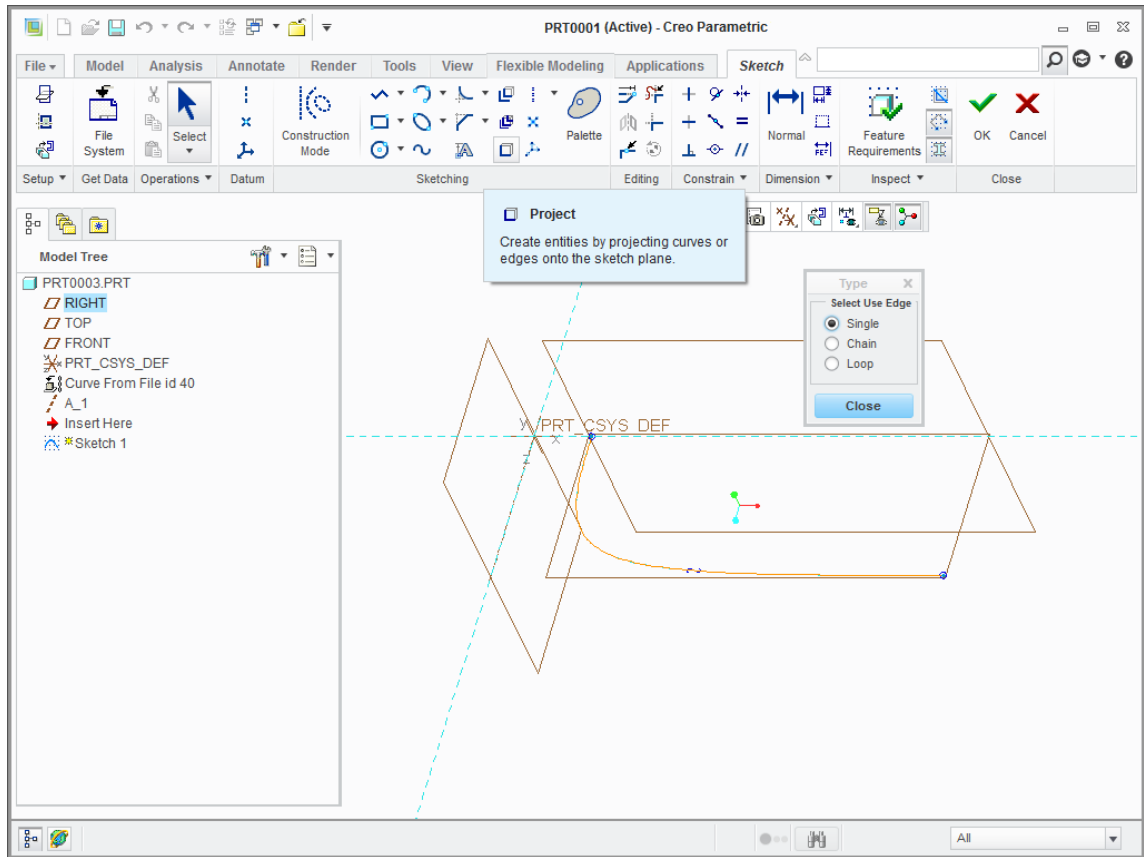 PRT0001 (Active) - Creo Parametric
File Model Analysis Annotate Render Tools View Flexible Modeling Applications Sketch
File System
Select
Construction Mode
Palette
Normal
Feature Requirements
OK Cancel
Setup Get Data Operations Datum Sketching Editing Constrain Dimension Inspect Close
Project
Create entities by projecting curves or
edges onto the sketch plane.
Model Tree
PRT0003.PRT
RIGHT
TOP
FRONT
PRT_CSYS_DEF
Curve From File id 40
A_1
Insert Here
Sketch 1
Type X
Select Use Edge
Single
Chain
Loop
Close
Y PRT_CSYS_DEF
X
Z
All